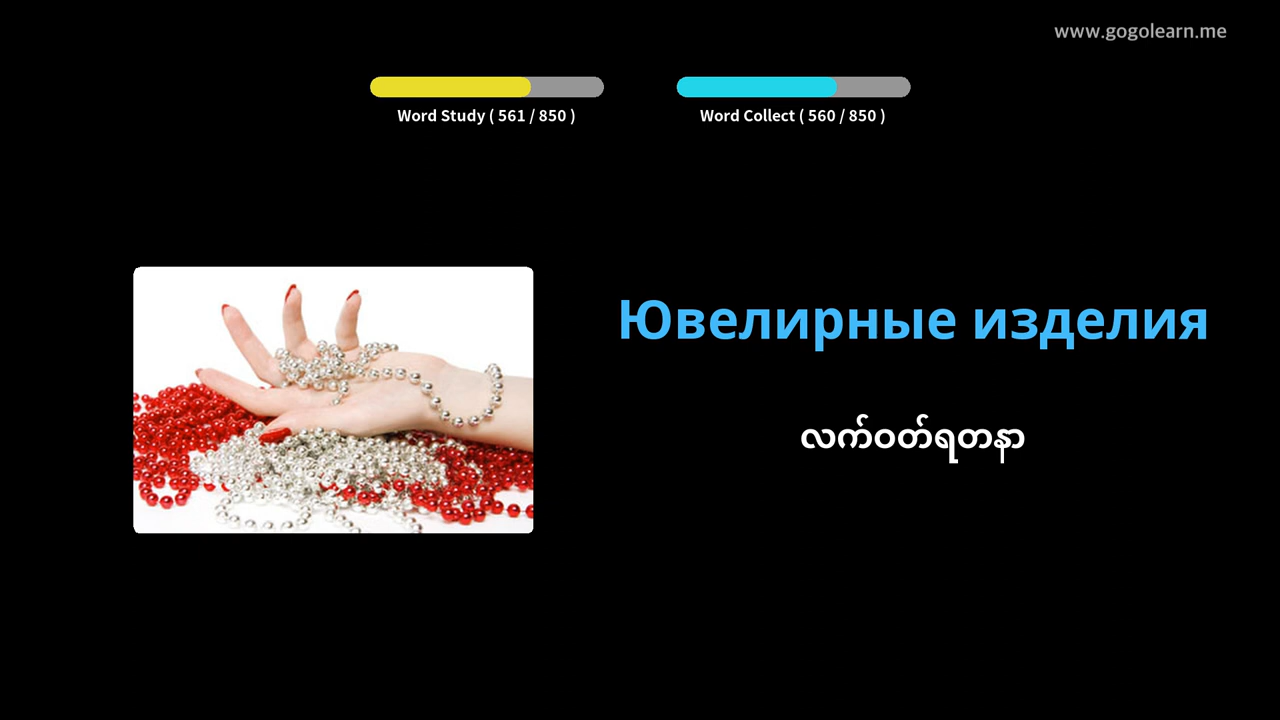 www.gogolearn.me
Word Study ( 561 / 850 )
Word Collect ( 560 / 850 )
Ювелирные изделия
လက်ဝတ်ရတနာ